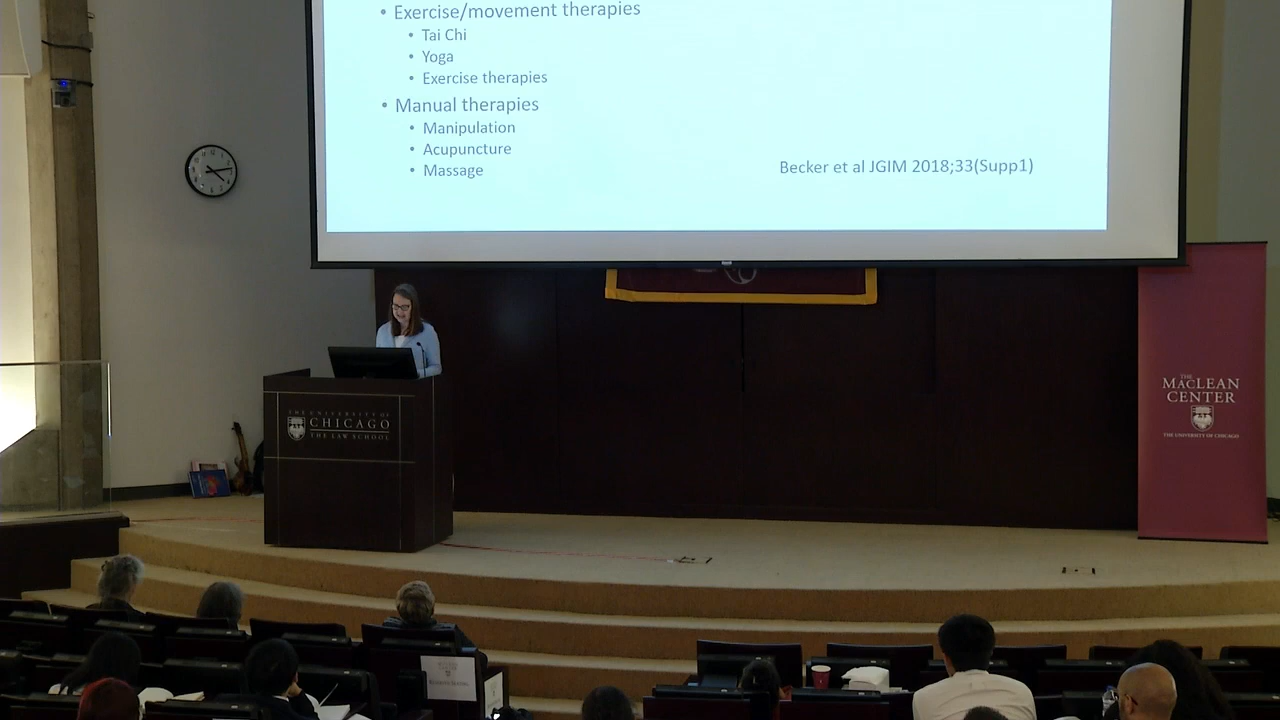 • Exercise/movement therapies
• Tai Chi
• Yoga
• Exercise therapies
• Manual therapies
• Manipulation
• Acupuncture
• Massage
Becker et al JGIM 2018;33(Supp1)
THE UNIVERSITY OF
CHICAGO
THE LAW SCHOOL
THE
MACLEAN
CENTER
THE UNIVERSITY OF CHICAGO